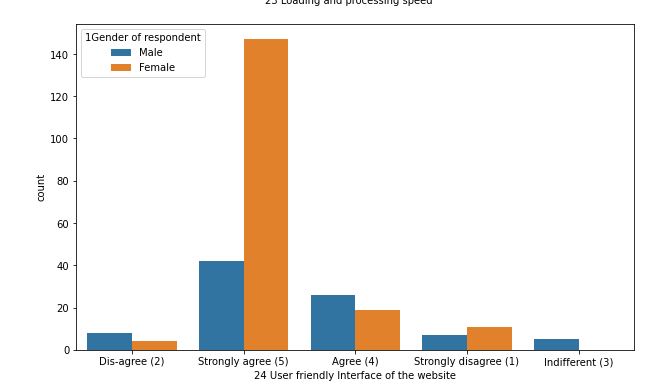 23 Loading and processing speed
1Gender of respondent
Male
Female
140
120
100
80
60
40
20
0
count
Dis-agree (2) Strongly agree (5) Agree (4) Strongly disagree (1) Indifferent (3)
24 User friendly Interface of the website